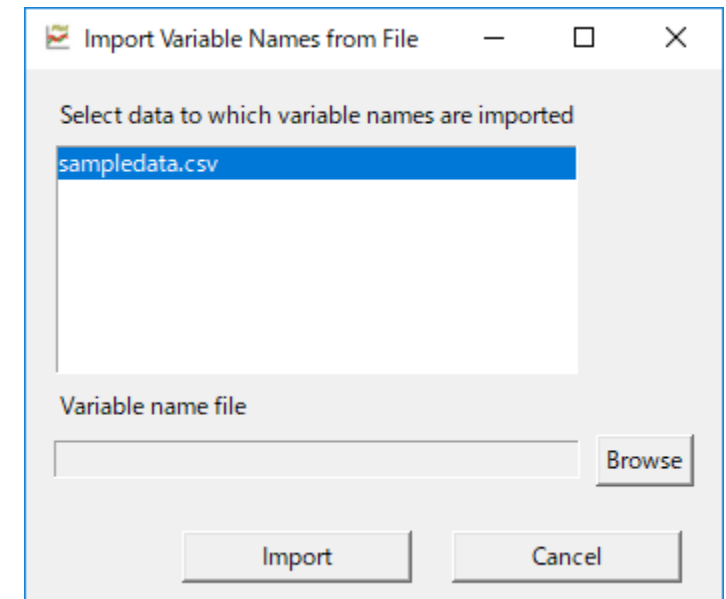 Import Variable Names from File
Select data to which variable names are imported
sampledata.csv
Variable name file
Browse
Import
Cancel